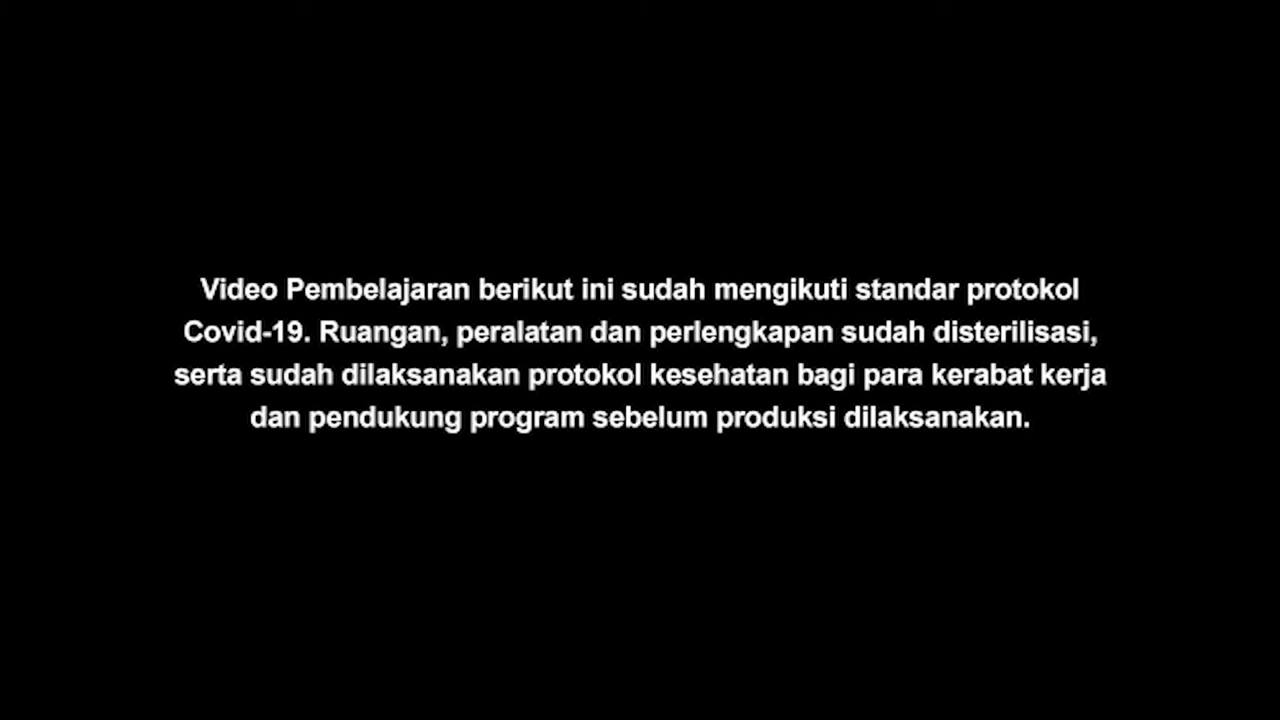 Video Pembelajaran berikut ini sudah mengikuti standar protokol
Covid-19. Ruangan, peralatan dan perlengkapan sudah disterilisasi,
serta sudah dilaksanakan protokol kesehatan bagi para kerabat kerja
dan pendukung program sebelum produksi dilaksanakan.